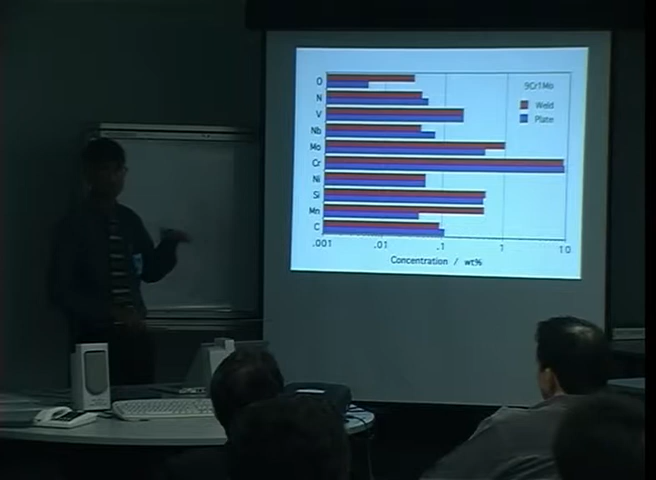 9Cr1Mo
O
N
V
Nb
Mo
Cr
Ni
Si
Mn
C
Weld
Plate
.001 .01 .1 1 10
Concentration / wt%